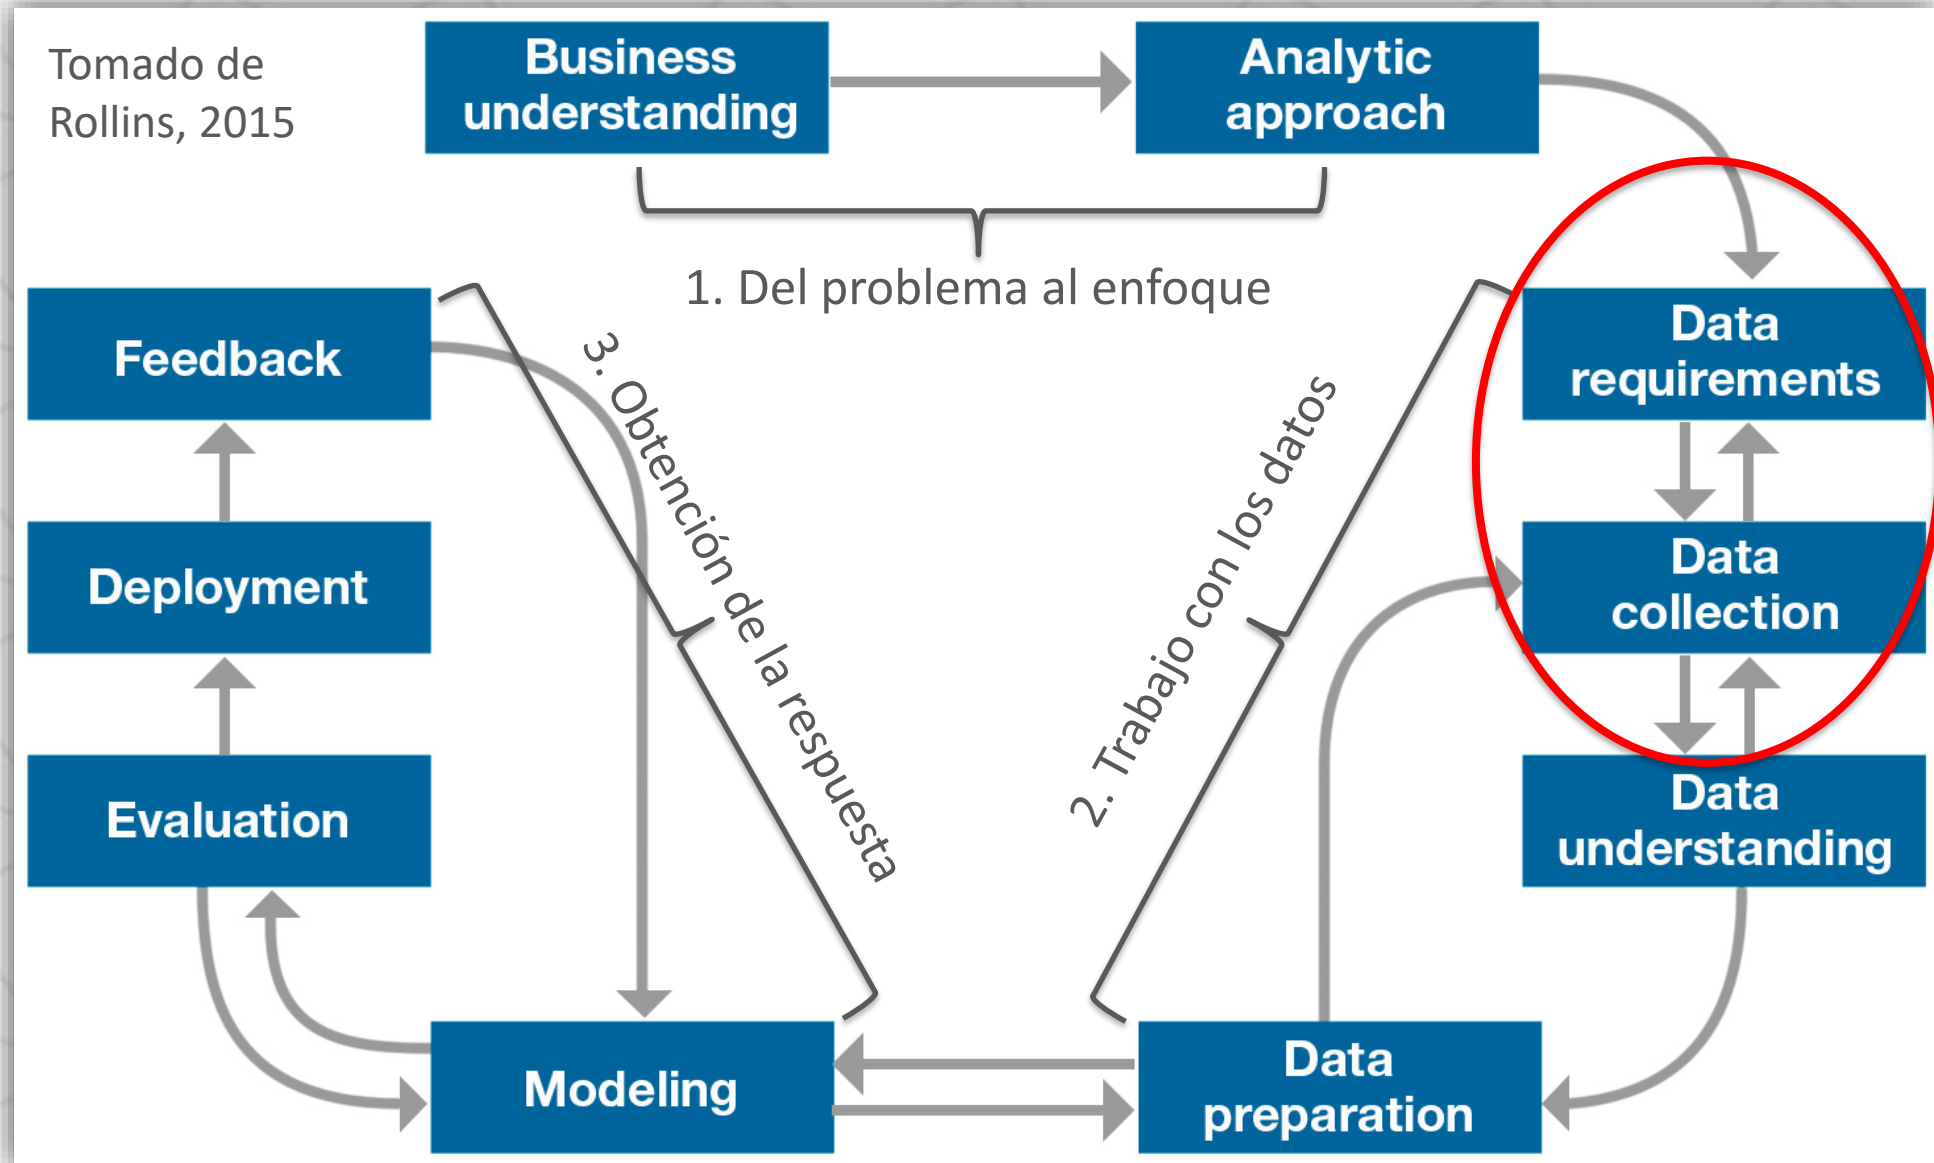 Tomado de
Rollins, 2015
Business
understanding
Analytic
approach
1. Del problema al enfoque
Data
requirements
Data
collection
Data
understanding
2. Trabajo con los datos
Data
preparation
Modeling
3. Obtención de la respuesta
Evaluation
Deployment
Feedback